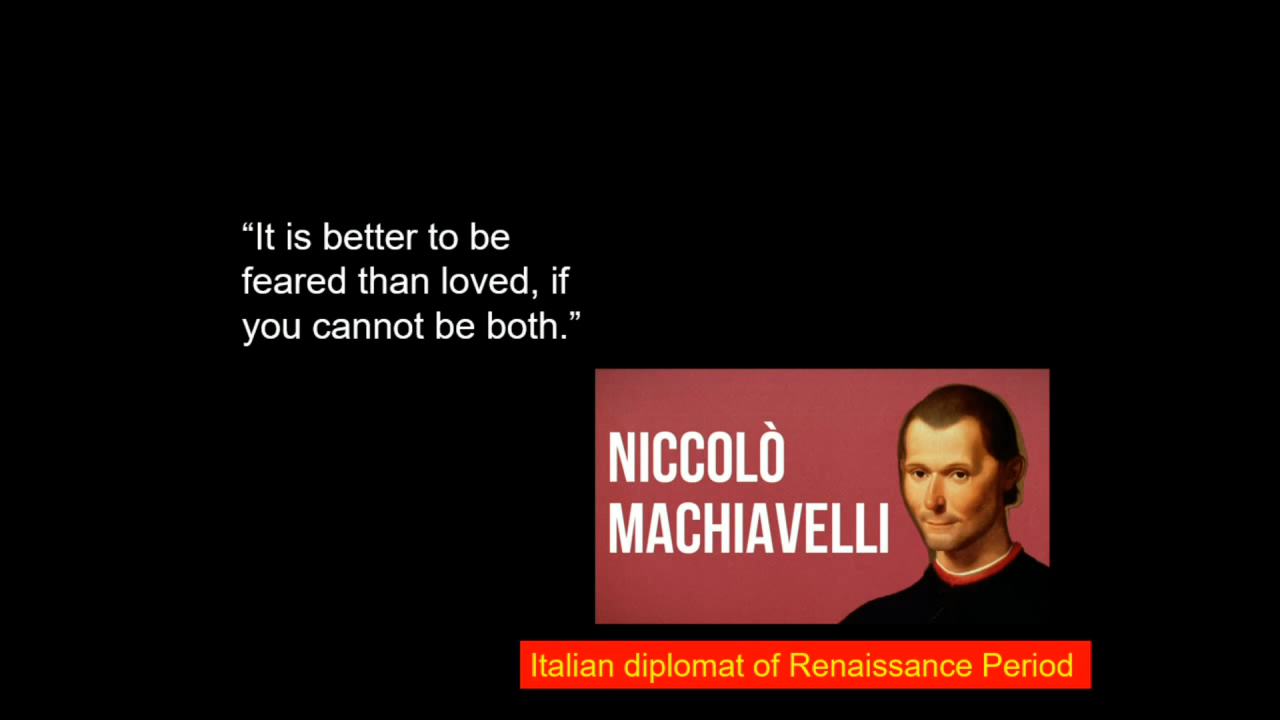 “It is better to be
feared than loved, if
you cannot be both.”
NICCOLÒ
MACHIAVELLI
Italian diplomat of Renaissance Period